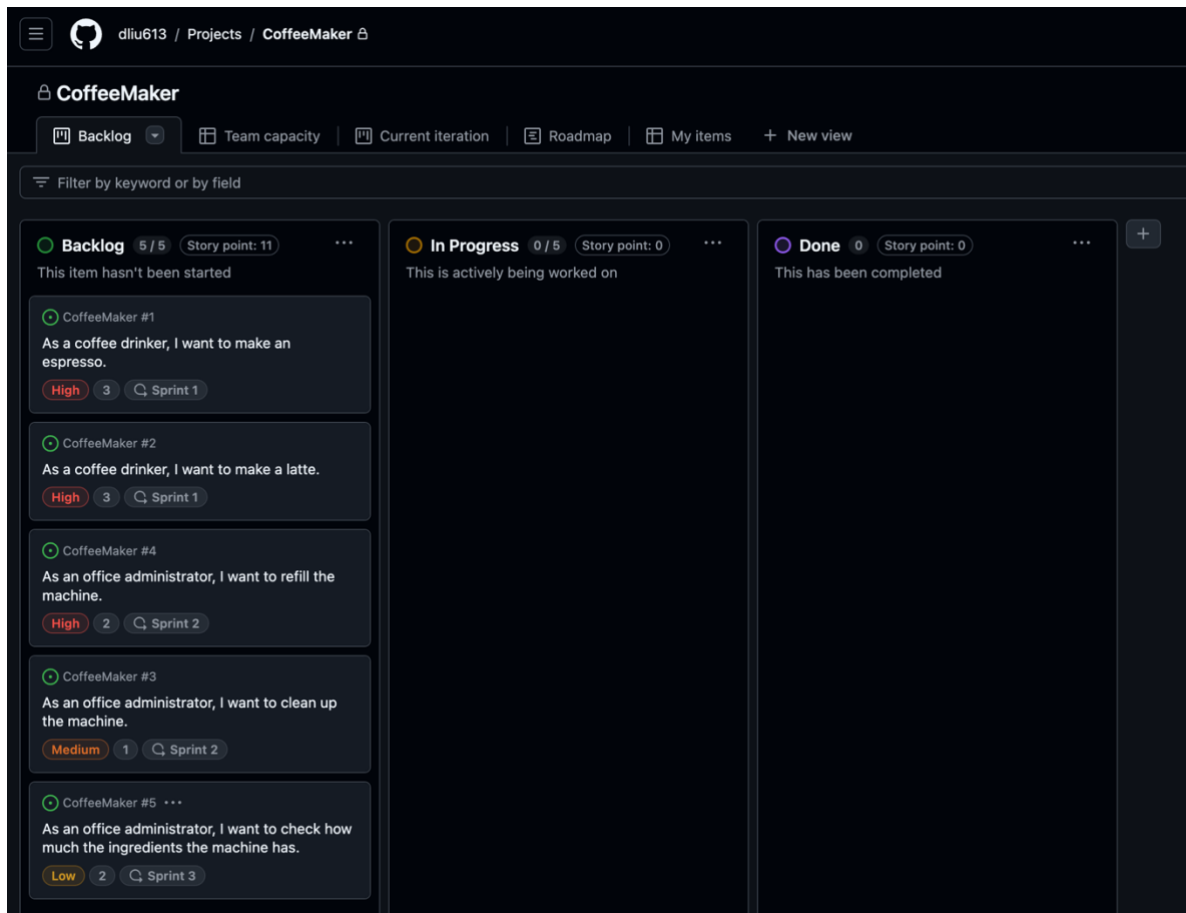 dliu613 / Projects / CoffeeMaker
CoffeeMaker
Backlog Team capacity Current iteration Roadmap My items + New view
Filter by keyword or by field
Backlog 5 / 5 Story point: 11 ...
This item hasn't been started
CoffeeMaker #1
As a coffee drinker, I want to make an
espresso.
High 3 Sprint 1
CoffeeMaker #2
As a coffee drinker, I want to make a latte.
High 3 Sprint 1
CoffeeMaker #4
As an office administrator, I want to refill the
machine.
High 2 Sprint 2
CoffeeMaker #3
As an office administrator, I want to clean up
the machine.
Medium 1 Sprint 2
CoffeeMaker #5 ...
As an office administrator, I want to check how
much the ingredients the machine has.
Low 2 Sprint 3
In Progress 0 / 5 Story point: 0 ...
This is actively being worked on
Done 0 Story point: 0 ...
This has been completed
+